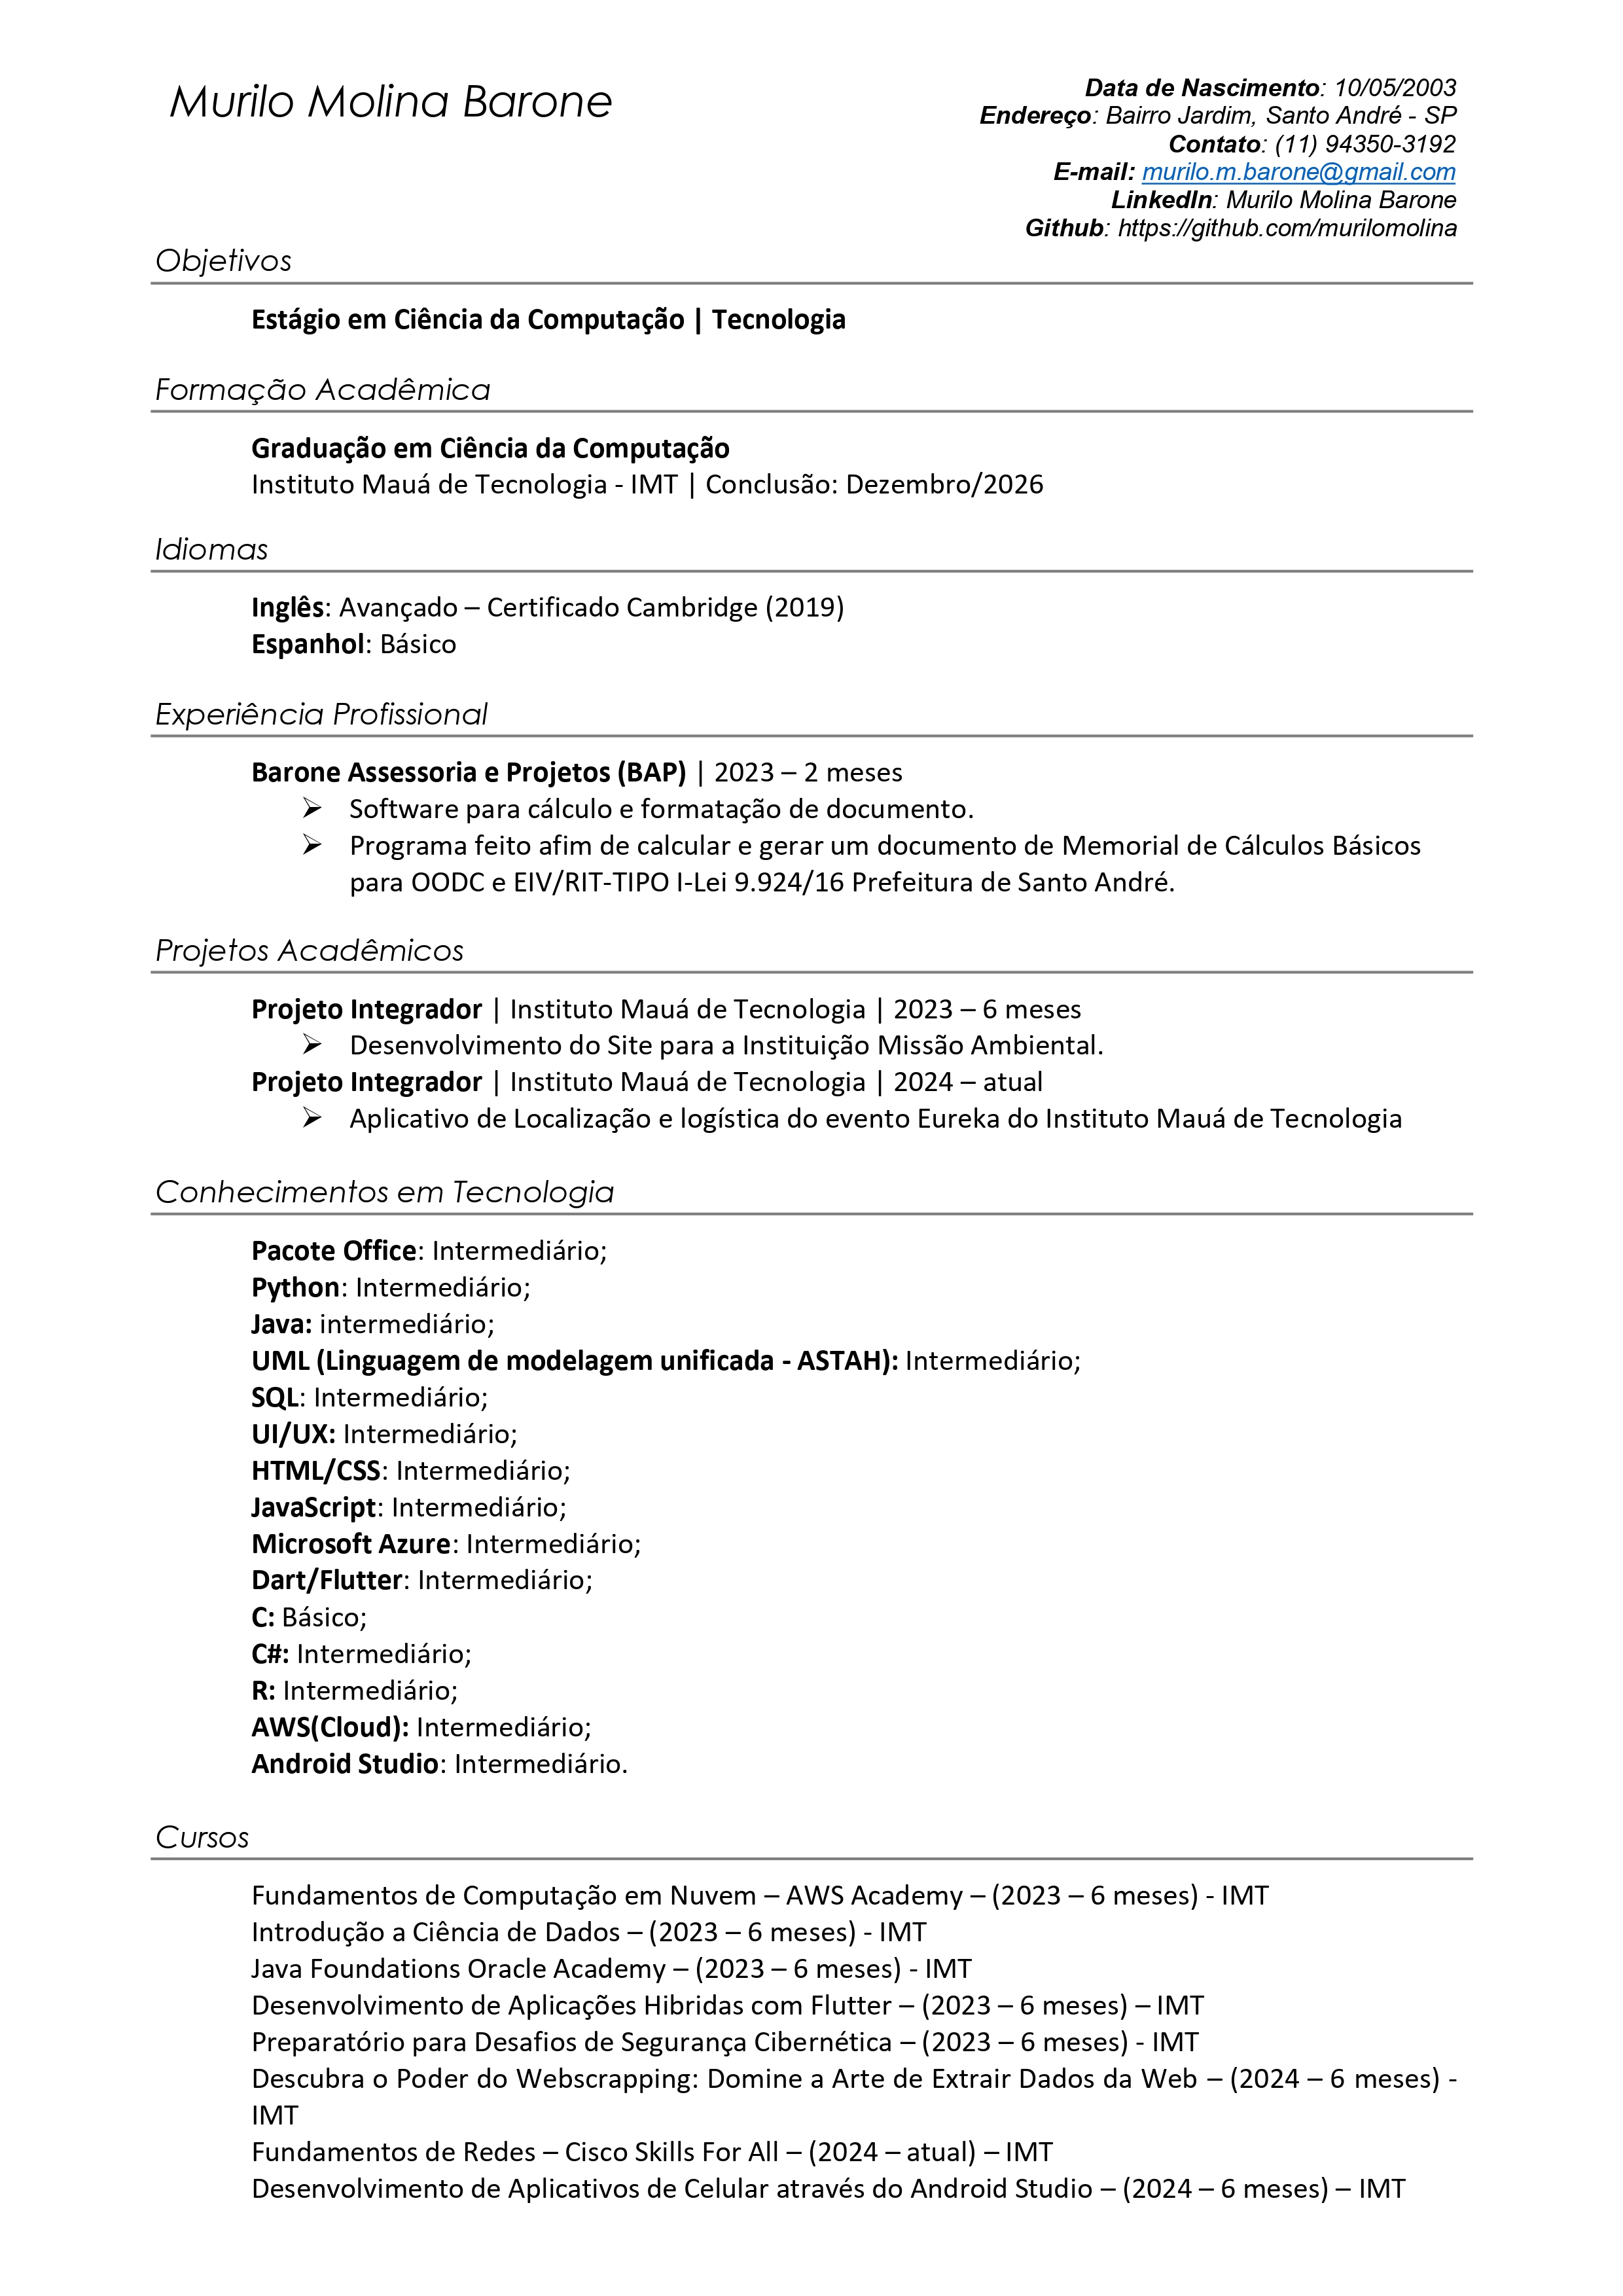 Murilo Molina Barone
Data de Nascimento: 10/05/2003
Endereço: Bairro Jardim, Santo André - SP
Contato: (11) 94350-3192
E-mail: murilo.m.barone@gmail.com
LinkedIn: Murilo Molina Barone
Github: https://github.com/murilomolina
Objetivos
Estágio em Ciência da Computação | Tecnologia
Formação Acadêmica
Graduação em Ciência da Computação
Instituto Mauá de Tecnologia - IMT | Conclusão: Dezembro/2026
Idiomas
Inglês: Avançado – Certificado Cambridge (2019)
Espanhol: Básico
Experiência Profissional
Barone Assessoria e Projetos (BAP) | 2023 – 2 meses
➢ Software para cálculo e formatação de documento.
➢ Programa feito afim de calcular e gerar um documento de Memorial de Cálculos Básicos
para OODC e EIV/RIT-TIPO I-Lei 9.924/16 Prefeitura de Santo André.
Projetos Acadêmicos
Projeto Integrador | Instituto Mauá de Tecnologia | 2023 – 6 meses
➢ Desenvolvimento do Site para a Instituição Missão Ambiental.
Projeto Integrador | Instituto Mauá de Tecnologia | 2024 – atual
➢ Aplicativo de Localização e logística do evento Eureka do Instituto Mauá de Tecnologia
Conhecimentos em Tecnologia
Pacote Office: Intermediário;
Python: Intermediário;
Java: intermediário;
UML (Linguagem de modelagem unificada - ASTAH): Intermediário;
SQL: Intermediário;
UI/UX: Intermediário;
HTML/CSS: Intermediário;
JavaScript: Intermediário;
Microsoft Azure: Intermediário;
Dart/Flutter: Intermediário;
C: Básico;
C#: Intermediário;
R: Intermediário;
AWS(Cloud): Intermediário;
Android Studio: Intermediário.
Cursos
Fundamentos de Computação em Nuvem – AWS Academy – (2023 – 6 meses) - IMT
Introdução a Ciência de Dados – (2023 – 6 meses) - IMT
Java Foundations Oracle Academy – (2023 – 6 meses) - IMT
Desenvolvimento de Aplicações Hibridas com Flutter – (2023 – 6 meses) – IMT
Preparatório para Desafios de Segurança Cibernética – (2023 – 6 meses) - IMT
Descubra o Poder do Webscrapping: Domine a Arte de Extrair Dados da Web – (2024 – 6 meses) -
IMT
Fundamentos de Redes – Cisco Skills For All – (2024 – atual) – IMT
Desenvolvimento de Aplicativos de Celular através do Android Studio – (2024 – 6 meses) – IMT